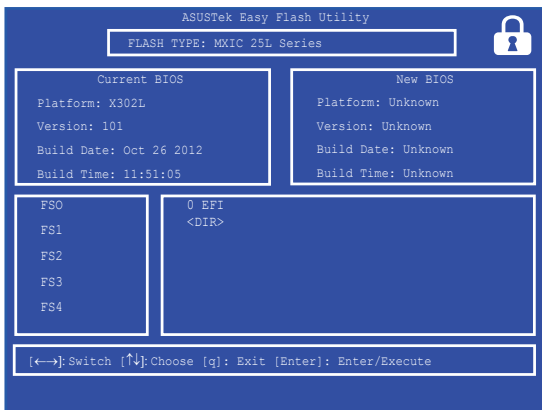 ASUSTek Easy Flash Utility
FLASH TYPE: MXIC 25L Series
Current BIOS
Platform: X302L
Version: 101
Build Date: Oct 26 2012
Build Time: 11:51:05
New BIOS
Platform: Unknown
Version: Unknown
Build Date: Unknown
Build Time: Unknown
FSO
FS1
FS2
FS3
FS4
0 EFI
<DIR>
[←→]: Switch [↑↓]: Choose [q]: Exit [Enter]: Enter/Execute